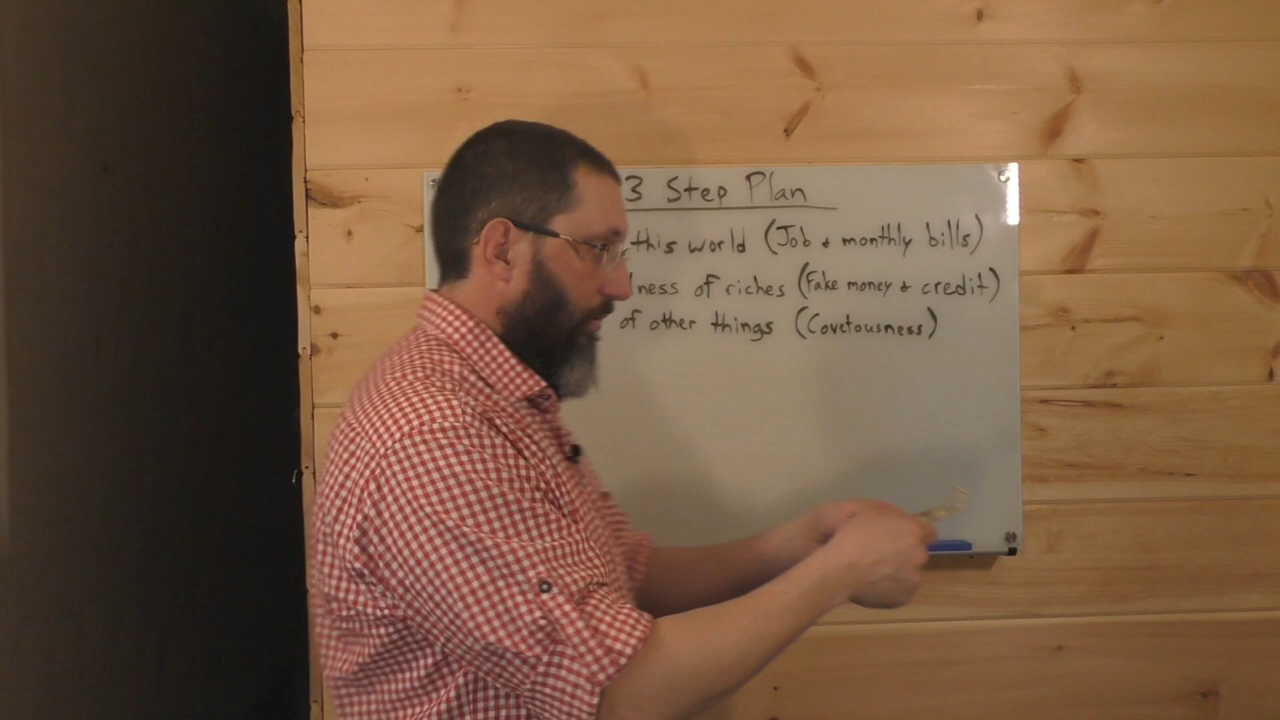 3 Step Plan
this world (Job & monthly bills)
lness of riches (Fake money & credit)
of other things (Covetousness)